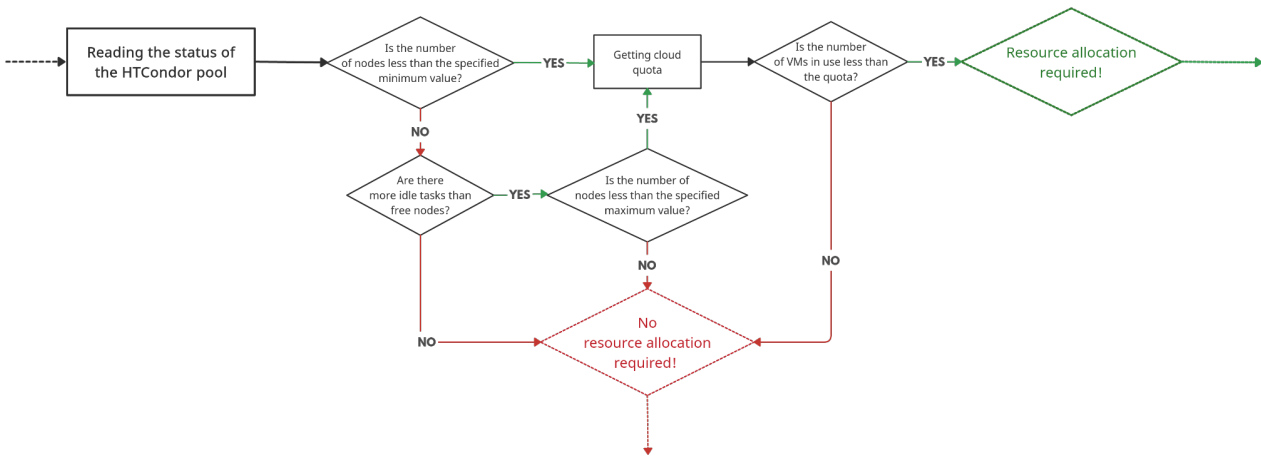 Reading the status of
the HTCondor pool
Is the number
of nodes less than the specified
minimum value?
YES
Getting cloud
quota
Is the number
of VMs in use less than
the quota?
YES
Resource allocation
required!
NO
YES
Are there
more idle tasks than
free nodes?
YES
Is the number of
nodes less than the specified
maximum value?
NO
NO
No
resource allocation
required!
NO